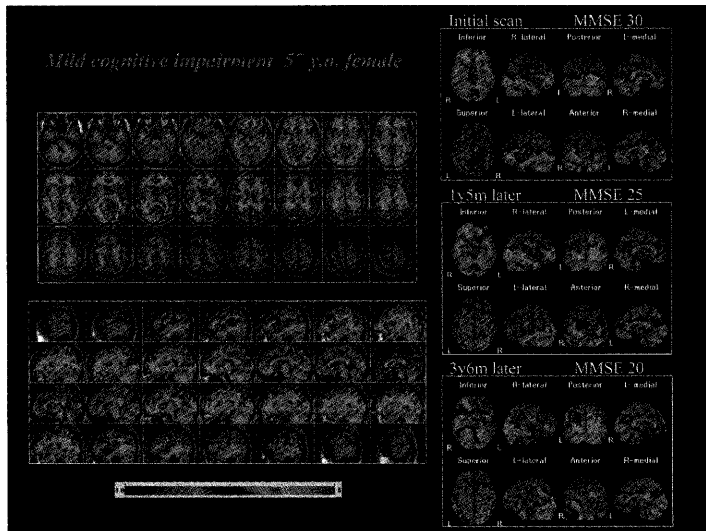 Mild cognitive impairment 5 y.o. female
Initial scan MMSE 30
Inferior R-lateral Posterior L-medial
R L L R
Superior L-lateral Anterior R-medial
L R R L
1y5m later MMSE 25
Inferior R-lateral Posterior L-medial
R L L R
Superior L-lateral Anterior R-medial
L R R L
3y6m later MMSE 20
Inferior R-lateral Posterior L-medial
R L L R
Superior L-lateral Anterior R-medial
L R R L